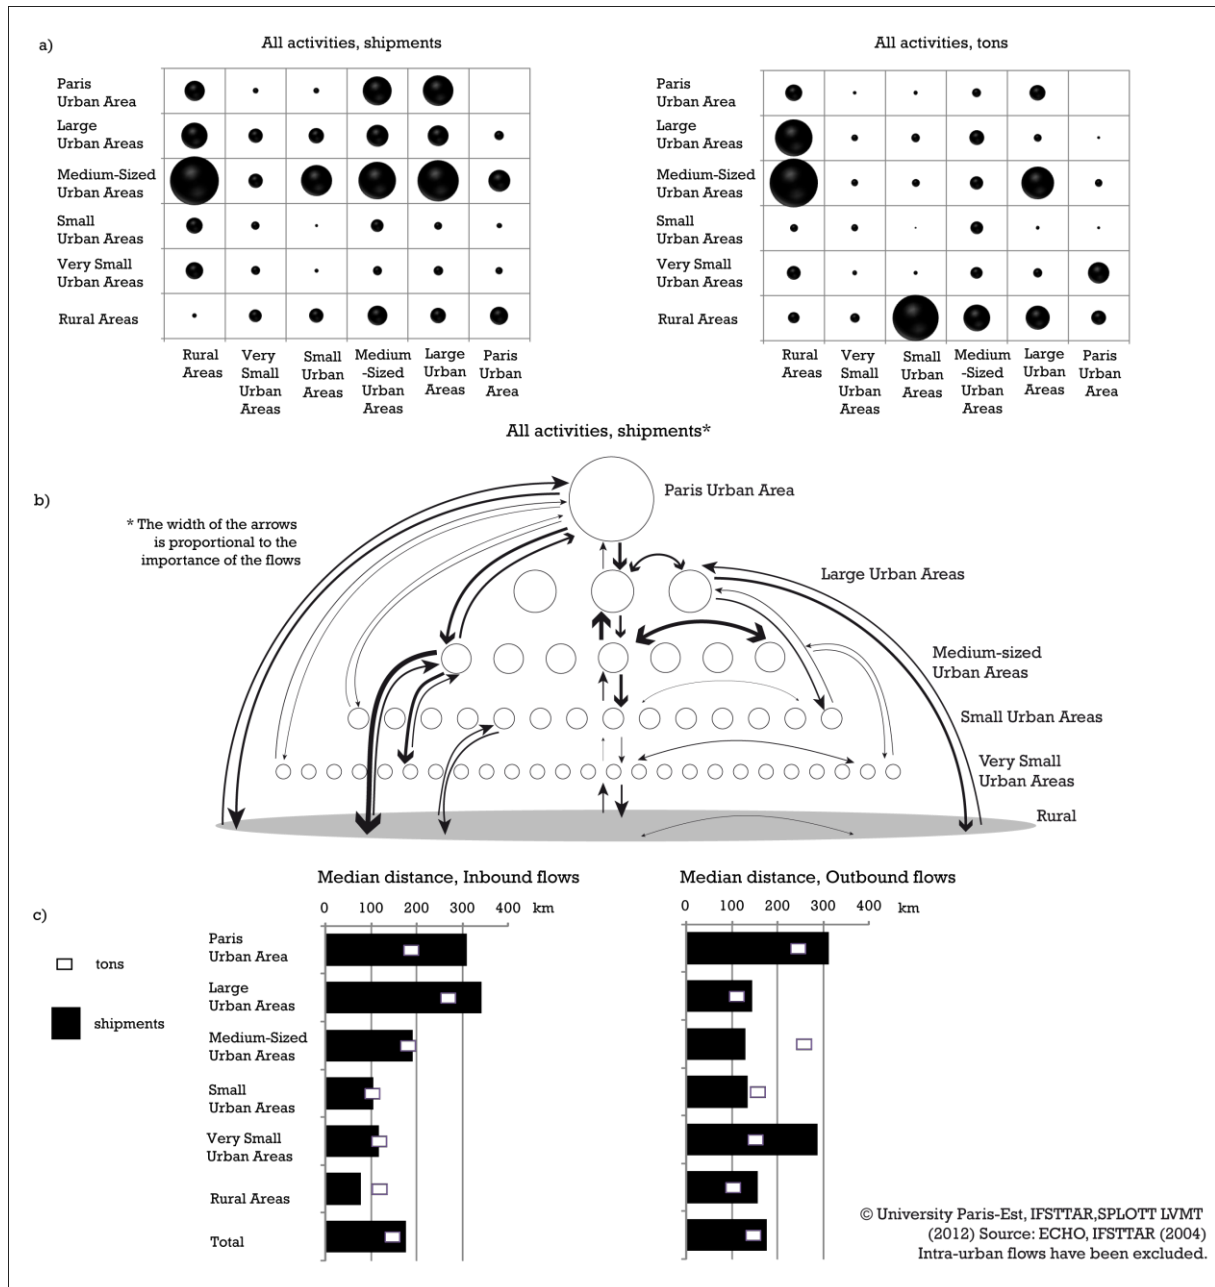 a)
All activities, shipments
Paris
Urban Area
Large
Urban Areas
Medium-Sized
Urban Areas
Small
Urban Areas
Very Small
Urban Areas
Rural Areas
Rural
Areas
Very
Small
Urban
Areas
Small
Urban
Areas
Medium
-Sized
Urban
Areas
Large
Urban
Areas
Paris
Urban
Area
All activities, tons
Paris
Urban Area
Large
Urban Areas
Medium-Sized
Urban Areas
Small
Urban Areas
Very Small
Urban Areas
Rural Areas
Rural
Areas
Very
Small
Urban
Areas
Small
Urban
Areas
Medium
-Sized
Urban
Areas
Large
Urban
Areas
Paris
Urban
Area
All activities, shipments*
b)
* The width of the arrows
is proportional to the
importance of the flows
Paris Urban Area
Large Urban Areas
Medium-sized
Urban Areas
Small Urban Areas
Very Small
Urban Areas
Rural
c)
Median distance, Inbound flows
0 100 200 300 400 km
Median distance, Outbound flows
0 100 200 300 400 km
tons
shipments
Paris
Urban Area
Large
Urban Areas
Medium-Sized
Urban Areas
Small
Urban Areas
Very Small
Urban Areas
Rural Areas
Total
© University Paris-Est, IFSTTAR,SPLOTT LVMT
(2012) Source: ECHO, IFSTTAR (2004)
Intra-urban flows have been excluded.